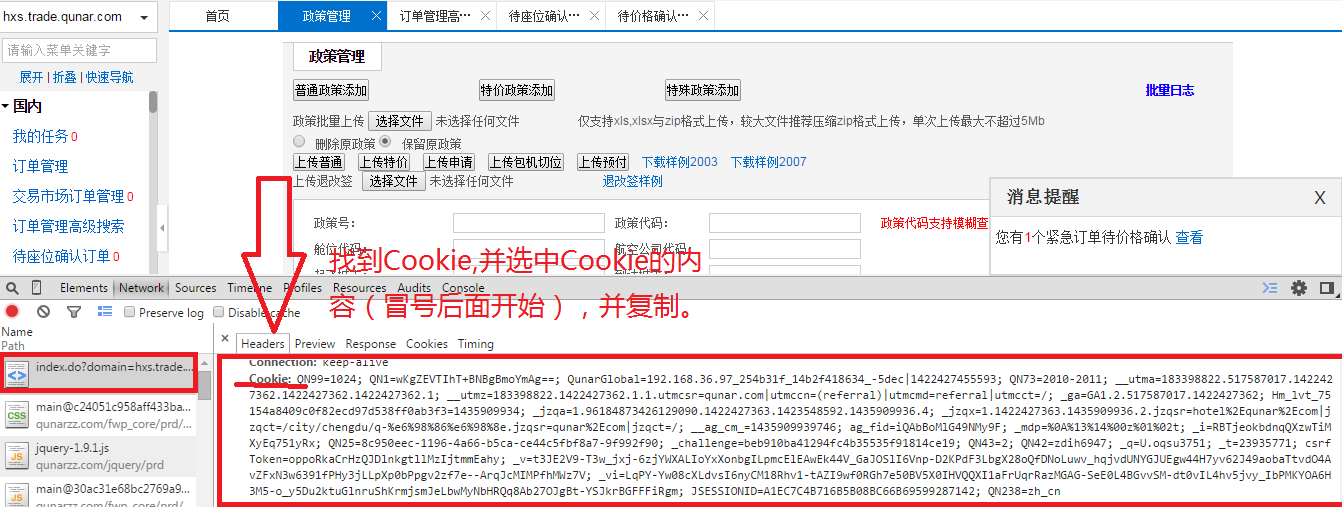 hxs.trade.qunar.com
首页
政策管理
订单管理高…
待座位确认…
待价格确认…
请输入菜单关键字
展开 | 折叠 | 快速导航
国内
我的任务 0
订单管理
交易市场订单管理 0
订单管理高级搜索
待座位确认订单 0
政策管理
普通政策添加
特价政策添加
特殊政策添加
批量日志
政策批量上传 选择文件 未选择任何文件
仅支持xls,xlsx与zip格式上传，较大文件推荐压缩zip格式上传，单次上传最大不超过5Mb
删除原政策 保留原政策
上传普通 上传特价 上传申请 上传包机切位 上传预付 下载样例2003 下载样例2007
上传退改签 选择文件 未选择任何文件 退改签样例
政策号：
政策代码：
政策代码支持模糊查
舱位代码：
航空公司代码：
消息提醒 X
您有1个紧急订单待价格确认 查看
找到Cookie,并选中Cookie的内
容（冒号后面开始），并复制。
Elements Network Sources Timeline Profiles Resources Audits Console
Preserve log Disable cache
Name
Path
index.do?domain=hxs.trade....
main@c24051c958aff433ba...
qunarzz.com/fwp_core/prd/...
jquery-1.9.1.js
qunarzz.com/jquery/prd
main@30ac31e68bc2769a9...
qunarzz.com/fwp_core/prd/...
× Headers Preview Response Cookies Timing
Connection: keep-alive
Cookie: QN99=1024; QN1=wKgZEVTIhT+BNBgBmoYmAg==; QunarGlobal=192.168.36.97_254b31f_14b2f418634_-5dec|1422427455593; QN73=2010-2011; __utma=183398822.517587017.142242
7362.1422427362.1422427362.1; __utmz=183398822.1422427362.1.1.utmcsr=qunar.com|utmccn=(referral)|utmcmd=referral|utmcct=/; _ga=GA1.2.517587017.1422427362; Hm_lvt_75
154a8409c0f82ecd97d538ff0ab3f3=1435909934; _jzqa=1.96184873426129090.1422427363.1423548592.1435909936.4; _jzqx=1.1422427363.1435909936.2.jzqsr=hotel%2Equnar%2Ecom|j
zqct=/city/chengdu/q-%e6%98%86%e6%98%8e.jzqsr=qunar%2Ecom|jzqct=/; __ag_cm_=1435909939746; ag_fid=iQAbBoMlG49NMy9F; _mdp=%0A%13%14%00z%01%02t; _i=RBTjeokbdnqQXzwTiM
XyEq751yRx; QN25=8c950eec-1196-4a66-b5ca-ce44c5fbf8a7-9f992f90; _challenge=beb910ba41294fc4b35535f91814ce19; QN43=2; QN42=zdih6947; _q=U.oqsu3751; _t=23935771; csrf
Token=oppoRkaCrHzQJDlnkgtllMzIjtmmEahy; _v=t3JE2V9-T3w_jxj-6zjYWXALIoYxXonbgILpmcElEAwEk44V_GaJOSlI6Vnp-D2KPdF3LbgX28oQfDNoLuwv_hqjvdUNYGJUEgw44H7yv62J49aobaTtvdO4A
vZFxN3w6391fPHy3jLLpXp0bPpgv2zf7e--ArqJcMIMPfhMWz7V; _vi=LqPY-Yw08cXLdvsI6nyCM18Rhv1-tAZI9wf0RGh7e50BV5X0IHVQQXI1aFrUqrRazMGAG-SeE0L4BGvvSM-dt0vIL4hv5jvy_IbPMKYOA6H
3M5-o_y5Du2ktuGlnruShKrmjsmJeLbwMyNbHRQq8Ab27OJgBt-YSJkrBGFFFiRgm; JSESSIONID=A1EC7C4B716B5B08BC66B69599287142; QN238=zh_cn